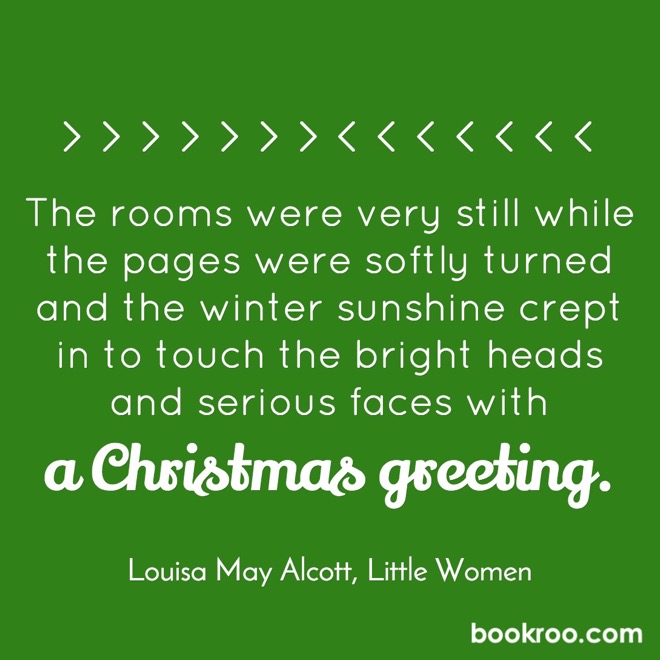 The rooms were very still while
the pages were softly turned
and the winter sunshine crept
in to touch the bright heads
and serious faces with
a Christmas greeting.
Louisa May Alcott, Little Women
bookroo.com